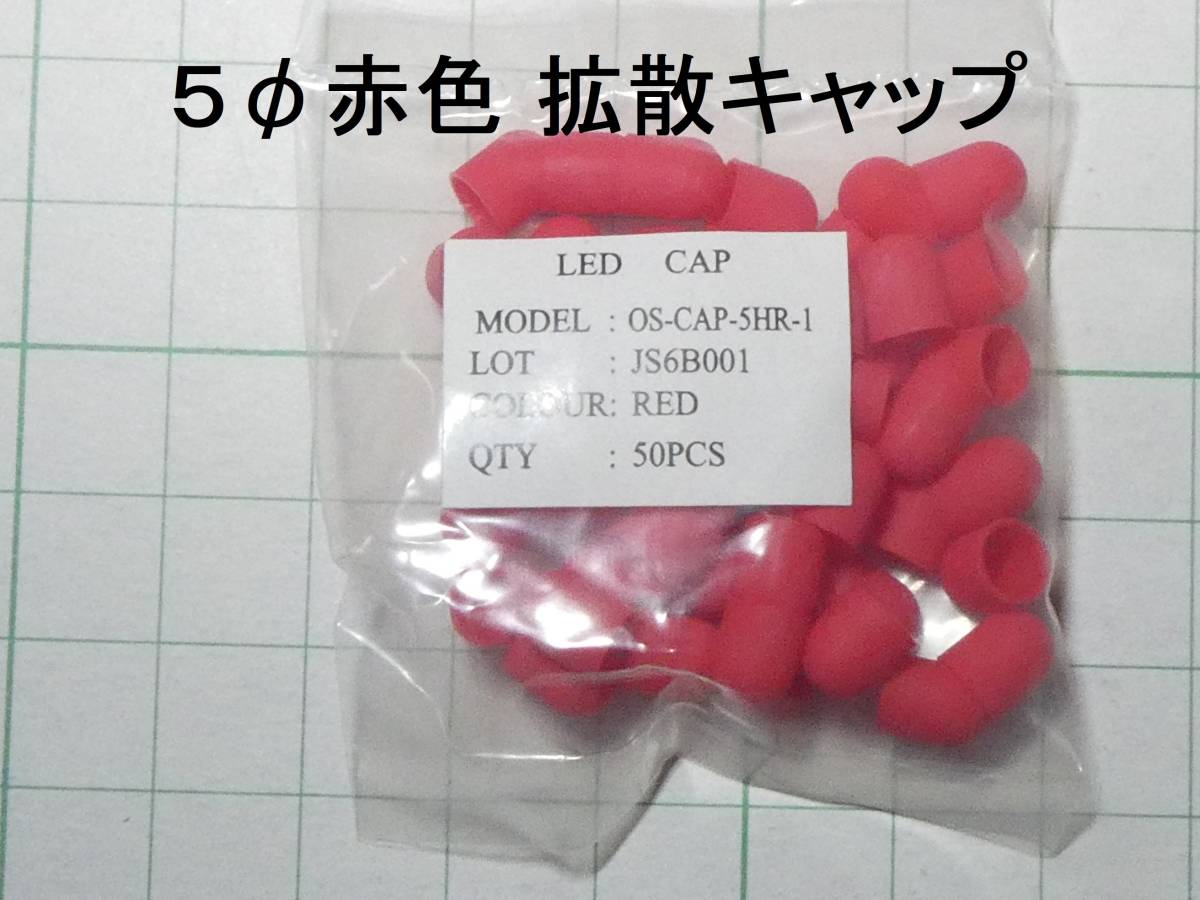 5φ赤色 拡散キャップ
LED CAP
MODEL : OS-CAP-5HR-1
LOT : JS6B001
COLOUR: RED
QTY : 50PCS